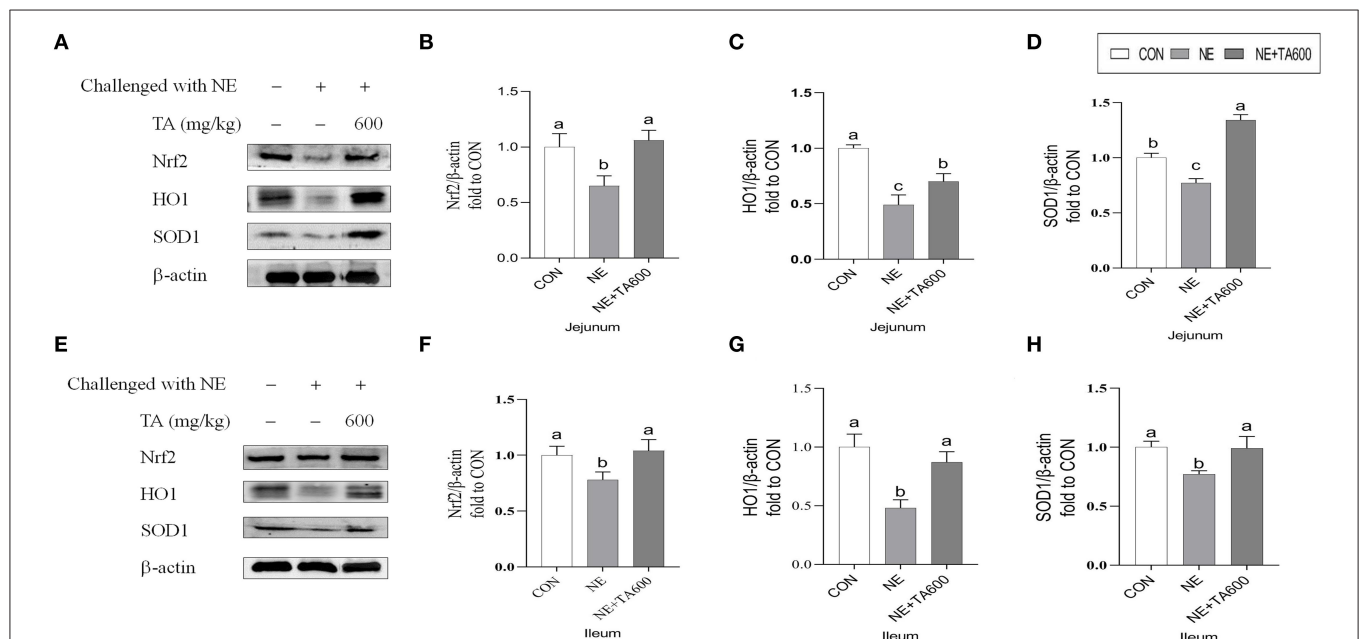 A
Challenged with NE – + +
TA (mg/kg) – – 600
Nrf2
HO1
SOD1
β-actin
B
Nrf2/β-actin
fold to CON
1.5
1.0
0.5
0.0
a
b
a
CON
NE
NE+TA600
Jejunum
C
HO1/β-actin
fold to CON
1.5
1.0
0.5
0.0
a
c
b
CON
NE
NE+TA600
Jejunum
D
CON NE NE+TA600
SOD1/β-actin
fold to CON
1.5
1.0
0.5
0.0
b
c
a
CON
NE
NE+TA600
Jejunum
E
Challenged with NE – + +
TA (mg/kg) – – 600
Nrf2
HO1
SOD1
β-actin
F
Nrf2/β-actin
fold to CON
1.5
1.0
0.5
0.0
a
b
a
CON
NE
NE+TA600
Ileum
G
HO1/β-actin
fold to CON
1.5
1.0
0.5
0.0
a
b
a
CON
NE
NE+TA600
Ileum
H
SOD1/β-actin
fold to CON
1.5
1.0
0.5
0.0
a
b
a
CON
NE
NE+TA600
Ileum